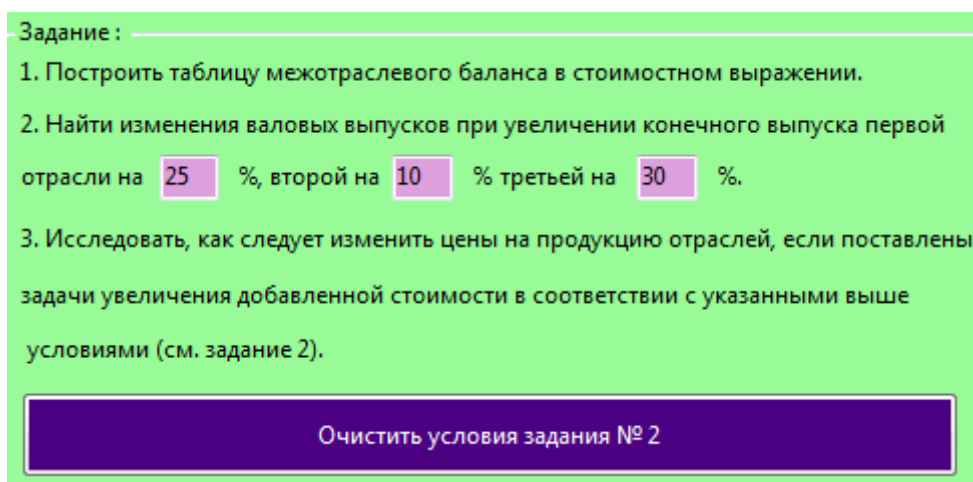 Задание :
1. Построить таблицу межотраслевого баланса в стоимостном выражении.
2. Найти изменения валовых выпусков при увеличении конечного выпуска первой
отрасли на 25 %, второй на 10 % третьей на 30 %.
3. Исследовать, как следует изменить цены на продукцию отраслей, если поставлены
задачи увеличения добавленной стоимости в соответствии с указанными выше
условиями (см. задание 2).
Очистить условия задания № 2